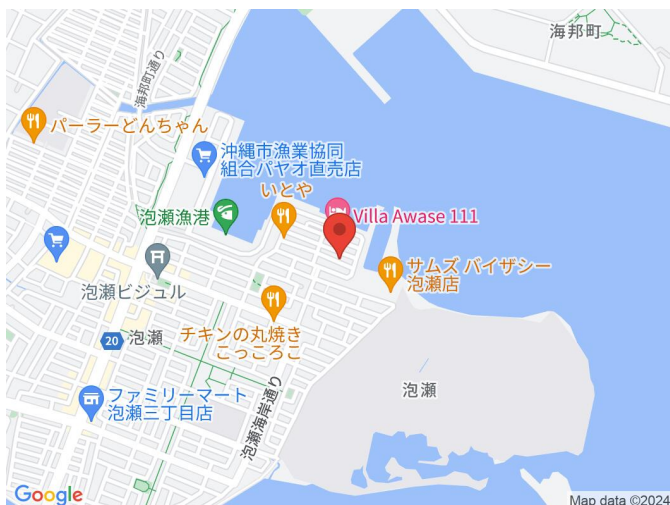 海邦町
海邦町通り
パーラーどんちゃん
沖縄市漁業協同
組合パヤオ直売店
いとや
泡瀬漁港
Villa Awase 111
サムズ バイザシー
泡瀬店
泡瀬ビジュル
チキンの丸焼き
こっころこ
泡瀬
20
泡瀬
ファミリーマート
泡瀬三丁目店
泡瀬海岸通り
Google
Map data ©2024